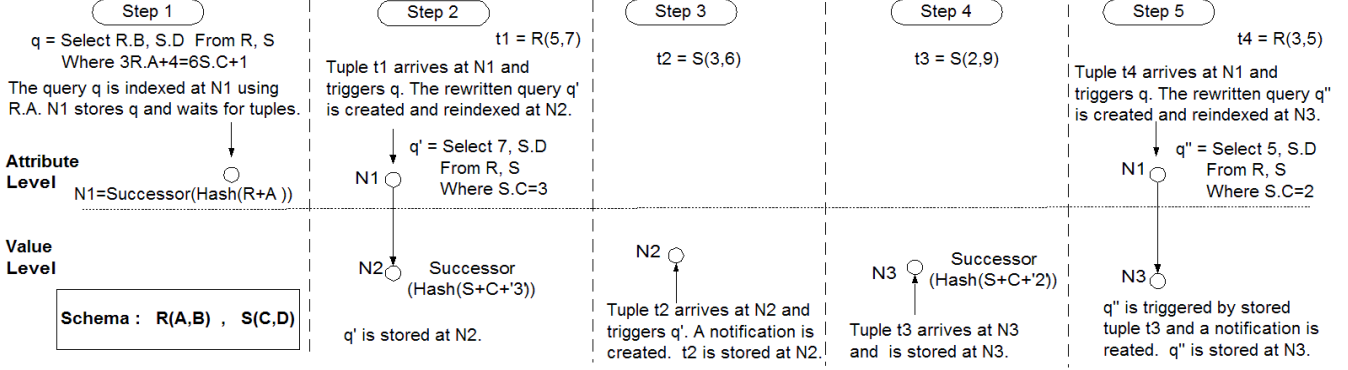 Step 1
q = Select R.B, S.D From R, S
Where 3R.A+4=6S.C+1
The query q is indexed at N1 using
R.A. N1 stores q and waits for tuples.
Attribute
Level
N1=Successor(Hash(R+A ))
Value
Level
Schema : R(A,B) , S(C,D)
Step 2
t1 = R(5,7)
Tuple t1 arrives at N1 and
triggers q. The rewritten query q'
is created and reindexed at N2.
q' = Select 7, S.D
From R, S
Where S.C=3
N1
N2
Successor
(Hash(S+C+'3'))
q' is stored at N2.
Step 3
t2 = S(3,6)
N2
Tuple t2 arrives at N2 and
triggers q'. A notification is
created. t2 is stored at N2.
Step 4
t3 = S(2,9)
N3
Successor
(Hash(S+C+'2'))
Tuple t3 arrives at N3
and is stored at N3.
Step 5
t4 = R(3,5)
Tuple t4 arrives at N1 and
triggers q. The rewritten query q"
is created and reindexed at N3.
q" = Select 5, S.D
From R, S
Where S.C=2
N1
N3
q" is triggered by stored
tuple t3 and a notification is
reated. q" is stored at N3.